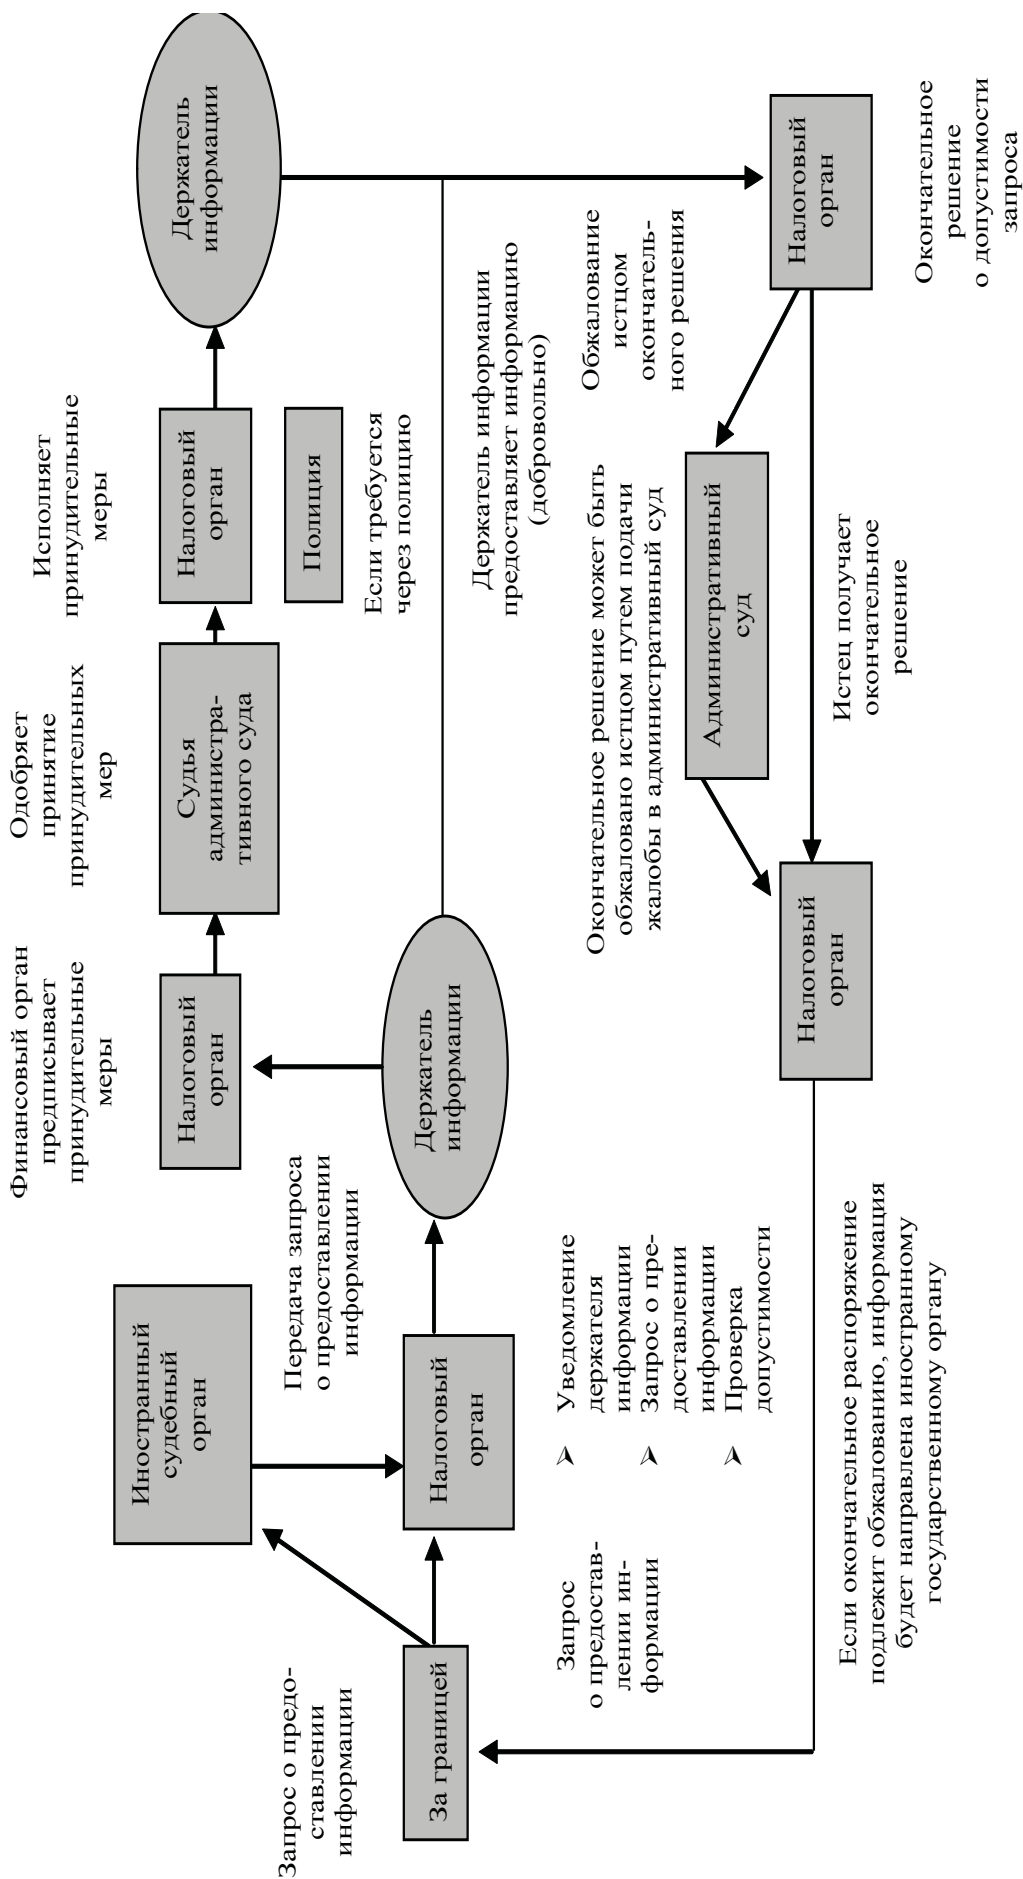 Запрос о предо-
ставлении
информации
За границей
Запрос
о предостав-
лении ин-
формации
Иностранный
судебный
орган
Налоговый
орган
➢ Уведомление
держателя
информации
➢ Запрос о пре-
доставлении
информации
➢ Проверка
допустимости
Передача запроса
о предоставлении
информации
Держатель
информации
Финансовый орган
предписывает
принудительные
меры
Налоговый
орган
Одобряет
принятие
принудительных
мер
Судья
администра-
тивного суда
Исполняет
принудительные
меры
Налоговый
орган
Полиция
Если требуется
через полицию
Держатель
информации
Держатель информации
предоставляет информацию
(добровольно)
Налоговый
орган
Окончательное
решение
о допустимости
запроса
Обжалование
истцом
окончатель-
ного решения
Окончательное решение может быть
обжаловано истцом путем подачи
жалобы в административный суд
Административный
суд
Истец получает
окончательное
решение
Налоговый
орган
Если окончательное распоряжение
подлежит обжалованию, информация
будет направлена иностранному
государственному органу